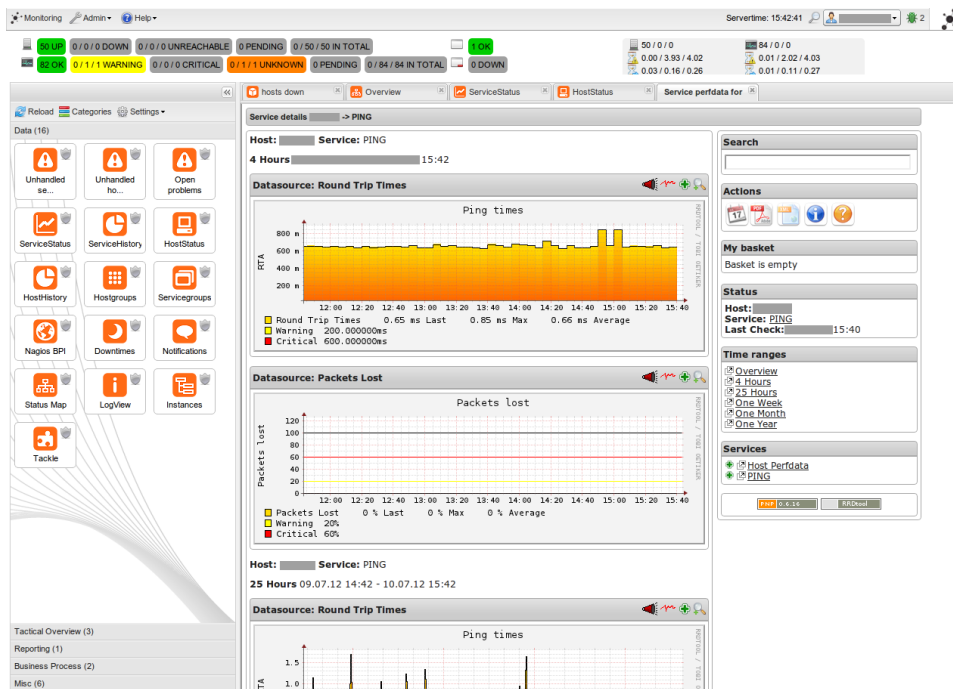 Monitoring Admin Help Servertime: 15:42:41 2
50 UP 0 / 0 / 0 DOWN 0 / 0 / 0 UNREACHABLE 0 PENDING 0 / 50 / 50 IN TOTAL 1 OK 50 / 0 / 0 84 / 0 / 0
82 OK 0 / 1 / 1 WARNING 0 / 0 / 0 CRITICAL 0 / 1 / 1 UNKNOWN 0 PENDING 0 / 84 / 84 IN TOTAL 0 DOWN 0.00 / 3.93 / 4.02 0.01 / 2.02 / 4.03
0.03 / 0.16 / 0.26 0.01 / 0.11 / 0.27
hosts down Overview ServiceStatus HostStatus Service perfdata for
Reload Categories Settings
Data (16)
Unhandled se... Unhandled ho... Open problems
ServiceStatus ServiceHistory HostStatus
HostHistory Hostgroups Servicegroups
Nagios BPI Downtimes Notifications
Status Map LogView Instances
Tackle
Tactical Overview (3)
Reporting (1)
Business Process (2)
Misc (6)
Service details -> PING
Host: Service: PING
4 Hours 15:42
Datasource: Round Trip Times
Ping times
RRDTOOL / TOBI OETIKER
RTA
800 m
600 m
400 m
200 m
12:00 12:20 12:40 13:00 13:20 13:40 14:00 14:20 14:40 15:00 15:20 15:40
Round Trip Times 0.65 ms Last 0.85 ms Max 0.66 ms Average
Warning 200.000000ms
Critical 600.000000ms
Datasource: Packets Lost
Packets lost
RRDTOOL / TOBI OETIKER
Packets lost
120
100
80
60
40
20
0
12:00 12:20 12:40 13:00 13:20 13:40 14:00 14:20 14:40 15:00 15:20 15:40
Packets Lost 0 % Last 0 % Max 0 % Average
Warning 20%
Critical 60%
Host: Service: PING
25 Hours 09.07.12 14:42 - 10.07.12 15:42
Datasource: Round Trip Times
Ping times
RRDTOOL / TOBI
RTA
1.5
1.0
Search
Actions
17 PDF
My basket
Basket is empty
Status
Host:
Service: PING
Last Check: 15:40
Time ranges
Overview
4 Hours
25 Hours
One Week
One Month
One Year
Services
Host Perfdata
PING
PNP 0.6.16 RRDtool